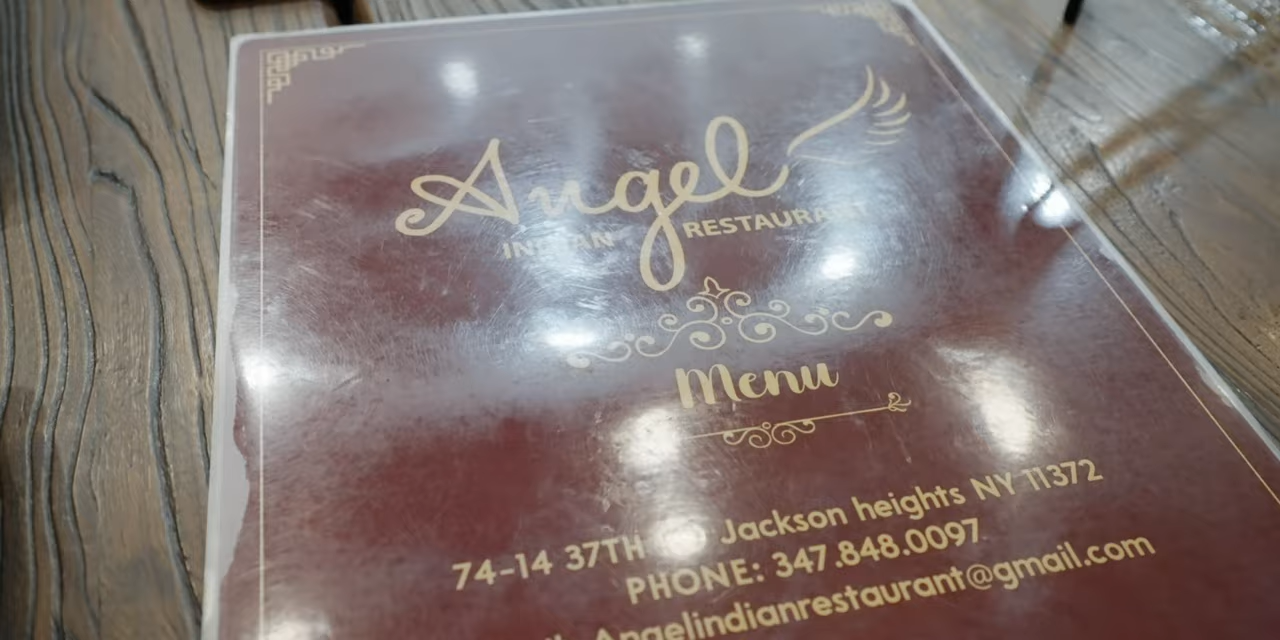 Angel
INDIAN RESTAURANT
Menu
74-14 37TH Jackson heights NY 11372
PHONE: 347.848.0097
Angelindianrestaurant@gmail.com